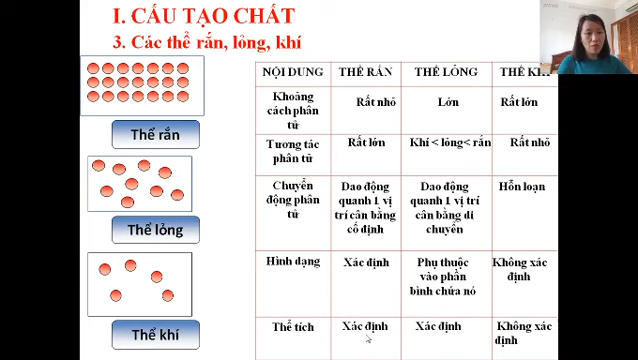 I. CẤU TẠO CHẤT
3. Các thể rắn, lỏng, khí
Thể rắn
Thể lỏng
Thể khí
NỘI DUNG THỂ RẮN THỂ LỎNG THỂ KHÍ
Khoảng cách phân tử Rất nhỏ Lớn Rất lớn
Tương tác phân tử Rất lớn Khí < lỏng< rắn Rất nhỏ
Chuyển động phân tử Dao động quanh 1 vị trí cân bằng cố định Dao động quanh 1 vị trí cân bằng di chuyển Hỗn loạn
Hình dạng Xác định Phụ thuộc vào phần bình chứa nó Không xác định
Thể tích Xác định Xác định Không xác định